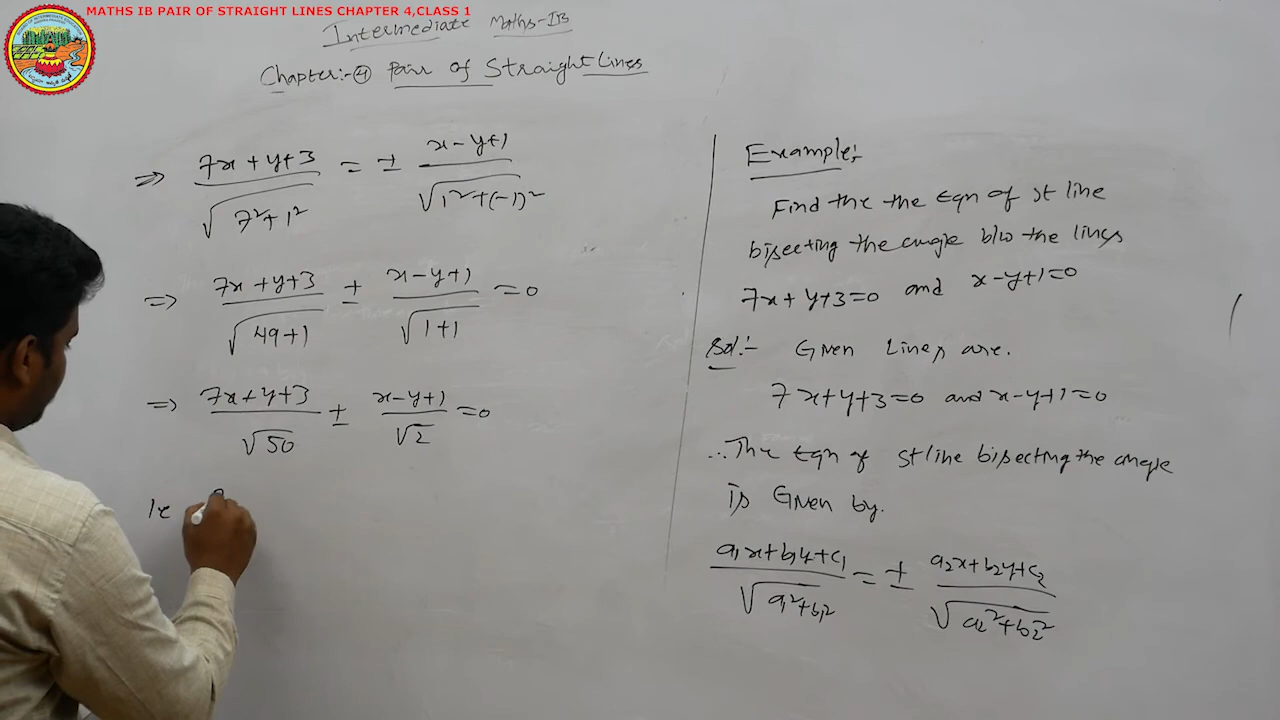 MATHS IB PAIR OF STRAIGHT LINES CHAPTER 4,CLASS 1
Intermediate Maths-IB
Chapter:- ④ Pair of Straight Lines
⇒ 7x+y+3/√(7²+1²) = ± x-y+1/√(1²+(-1)²)
⇒ 7x+y+3/√(49+1) ± x-y+1/√(1+1) = 0
⇒ 7x+y+3/√50 ± x-y+1/√2 = 0
ie
Example:
Find the the Eqn of st line
bisecting the angle b/w the lines
7x+y+3=0 and x-y+1=0
Sol:- Given Lines are.
7x+y+3=0 and x-y+1=0
∴ The Eqn of st line bisecting the angle
is Given by.
a₁x+b₁y+c₁/√(a₁²+b₁²) = ± a₂x+b₂y+c₂/√(a₂²+b₂²)